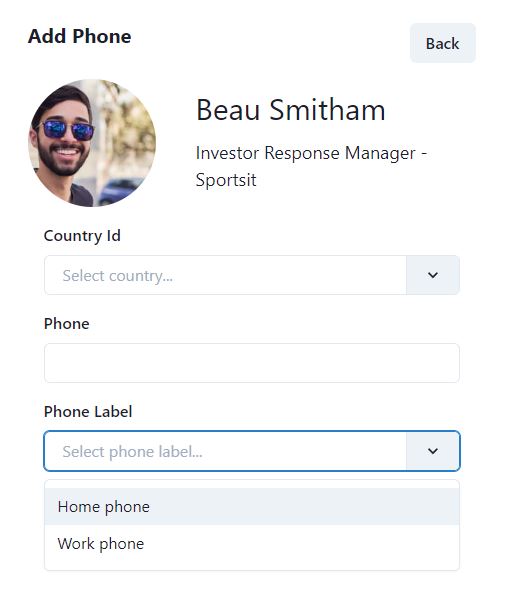 Add Phone
Back
Beau Smitham
Investor Response Manager -
Sportsit
Country Id
Select country...
Phone
Phone Label
Select phone label...
Home phone
Work phone